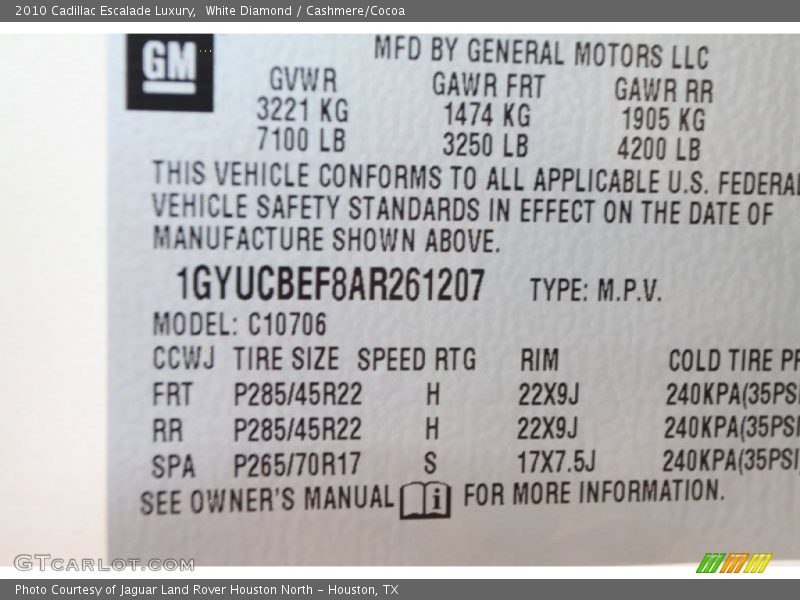 2010 Cadillac Escalade Luxury,  White Diamond / Cashmere/Cocoa
GM
MFD BY GENERAL MOTORS LLC
GVWR GAWR FRT GAWR RR
3221 KG 1474 KG 1905 KG
7100 LB 3250 LB 4200 LB
THIS VEHICLE CONFORMS TO ALL APPLICABLE U.S. FEDERAL
VEHICLE SAFETY STANDARDS IN EFFECT ON THE DATE OF
MANUFACTURE SHOWN ABOVE.
1GYUCBEF8AR261207 TYPE: M.P.V.
MODEL: C10706
CCWJ TIRE SIZE SPEED RTG RIM COLD TIRE PR
FRT P285/45R22 H 22X9J 240KPA(35PSI
RR P285/45R22 H 22X9J 240KPA(35PSI
SPA P265/70R17 S 17X7.5J 240KPA(35PSI
SEE OWNER'S MANUAL i FOR MORE INFORMATION.
GTCARLOT.COM
Photo Courtesy of Jaguar Land Rover Houston North - Houston, TX